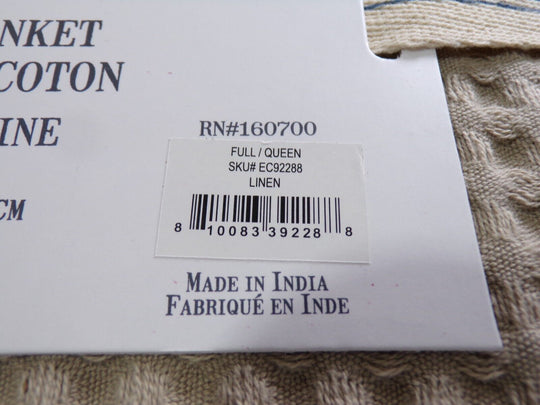 NKET
COTON
INE
CM
RN#160700
FULL / QUEEN
SKU# EC92288
LINEN
8 10083 39228 8
MADE IN INDIA
FABRIQUÉ EN INDE